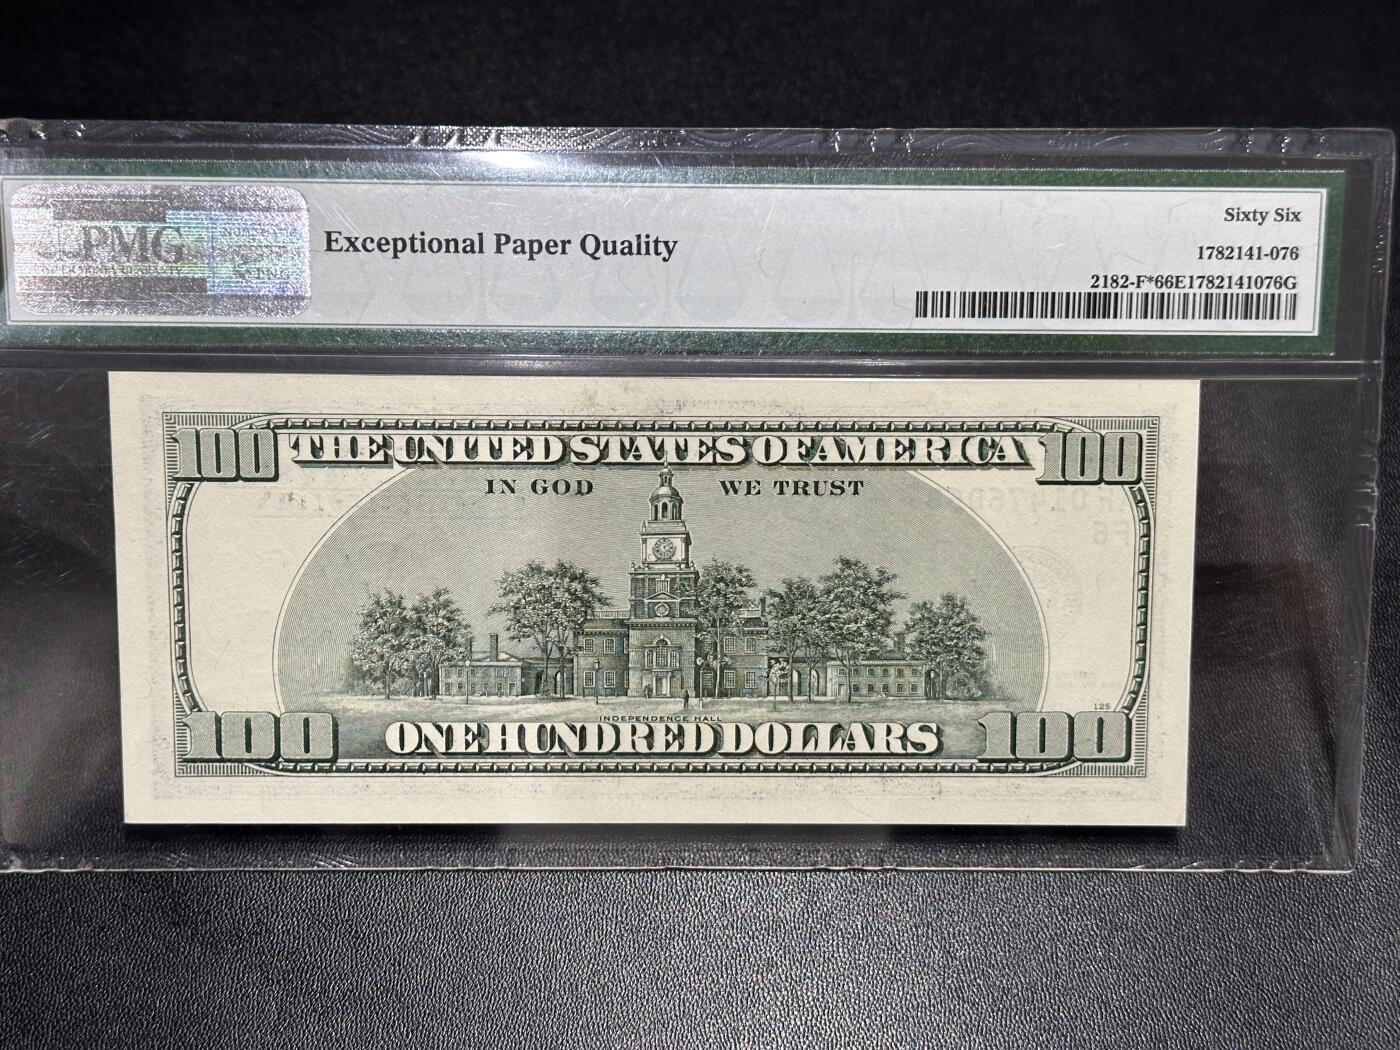 PMG
Exceptional Paper Quality
Sixty Six
1782141-076
2182-F*66E1782141076G
100 THE UNITED STATES OF AMERICA 100
IN GOD WE TRUST
125
INDEPENDENCE HALL
100 ONE HUNDRED DOLLARS 100